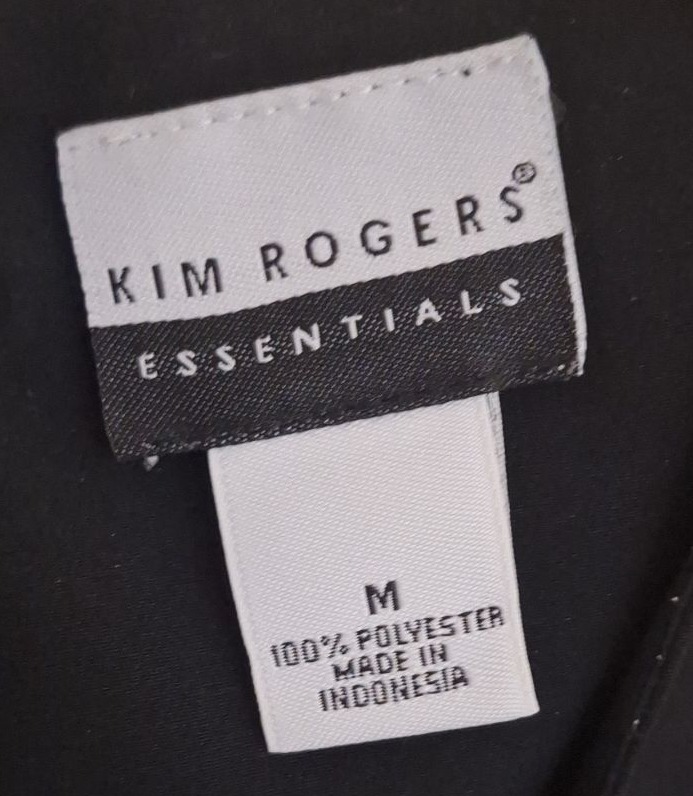 KIM ROGERS®
ESSENTIALS
M
100% POLYESTER
MADE IN
INDONESIA